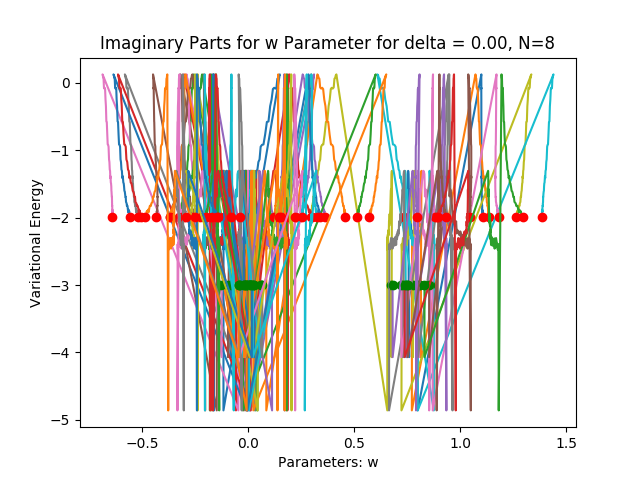 Imaginary Parts for w Parameter for delta = 0.00, N=8
0
−1
−2
−3
−4
−5
Variational Energy
−0.5 0.0 0.5 1.0 1.5
Parameters: w